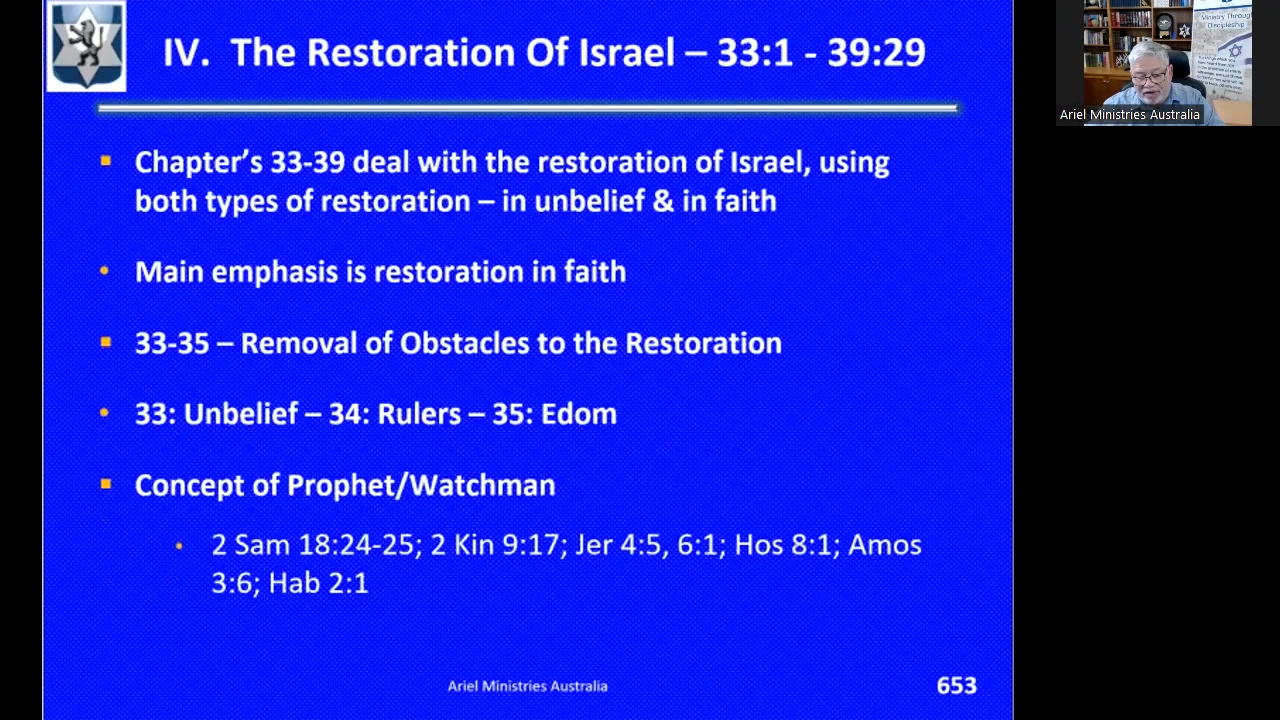 IV. The Restoration Of Israel – 33:1 - 39:29
▪ Chapter’s 33-39 deal with the restoration of Israel, using
both types of restoration – in unbelief & in faith
• Main emphasis is restoration in faith
▪ 33-35 – Removal of Obstacles to the Restoration
• 33: Unbelief – 34: Rulers – 35: Edom
▪ Concept of Prophet/Watchman
• 2 Sam 18:24-25; 2 Kin 9:17; Jer 4:5, 6:1; Hos 8:1; Amos
3:6; Hab 2:1
Ariel Ministries Australia
653
Ministry Through
Discipleship
Ariel Ministries Australia